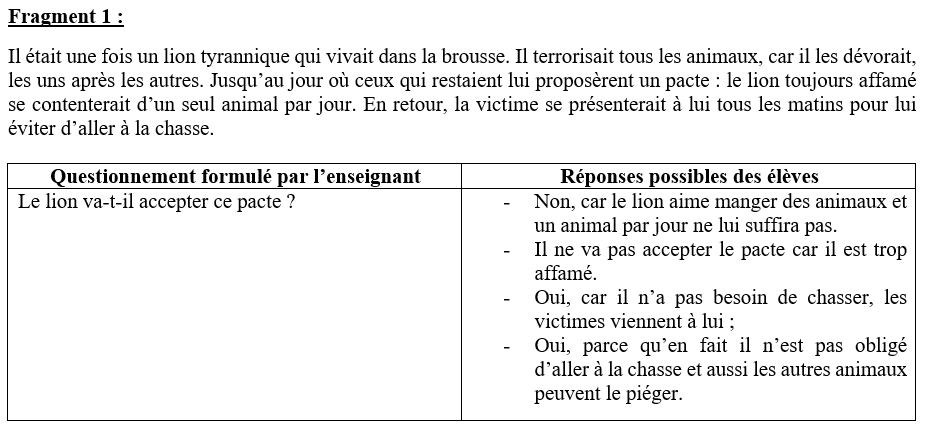 Fragment 1 :
Il était une fois un lion tyrannique qui vivait dans la brousse. Il terrorisait tous les animaux, car il les dévorait,
les uns après les autres. Jusqu’au jour où ceux qui restaient lui proposèrent un pacte : le lion toujours affamé
se contenterait d’un seul animal par jour. En retour, la victime se présenterait à lui tous les matins pour lui
éviter d’aller à la chasse.
Questionnement formulé par l’enseignant
Réponses possibles des élèves
Le lion va-t-il accepter ce pacte ?
- Non, car le lion aime manger des animaux et
un animal par jour ne lui suffira pas.
- Il ne va pas accepter le pacte car il est trop
affamé.
- Oui, car il n’a pas besoin de chasser, les
victimes viennent à lui ;
- Oui, parce qu’en fait il n’est pas obligé
d’aller à la chasse et aussi les autres animaux
peuvent le piéger.